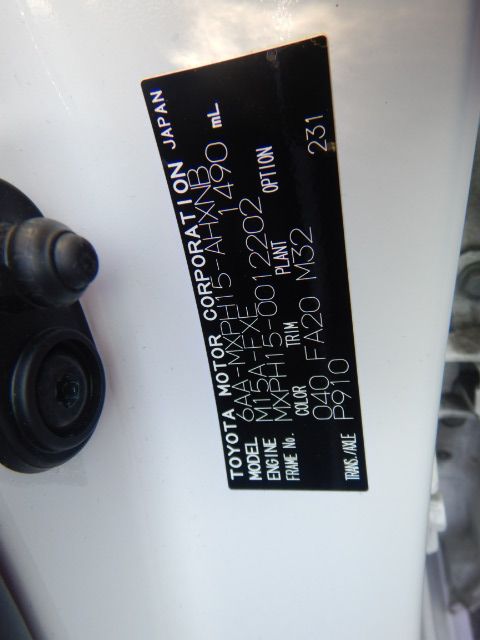 TOYOTA MOTOR CORPORATION JAPAN
MODEL 6AA-MXPH15-AHXNB
ENGINE M15A-FXE 1490 mL
FRAME No. MXPH15-0012202
COLOR TRIM PLANT OPTION
040 FA20 M32 231
TRANS./AXLE P910